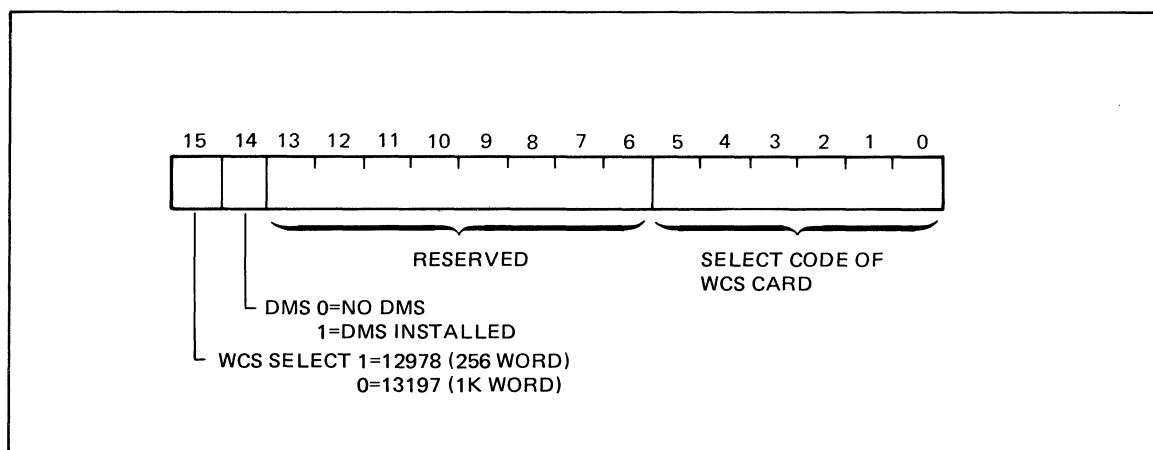 15 14 13 12 11 10 9 8 7 6 5 4 3 2 1 0
RESERVED
SELECT CODE OF
WCS CARD
DMS 0=NO DMS
1=DMS INSTALLED
WCS SELECT 1=12978 (256 WORD)
0=13197 (1K WORD)